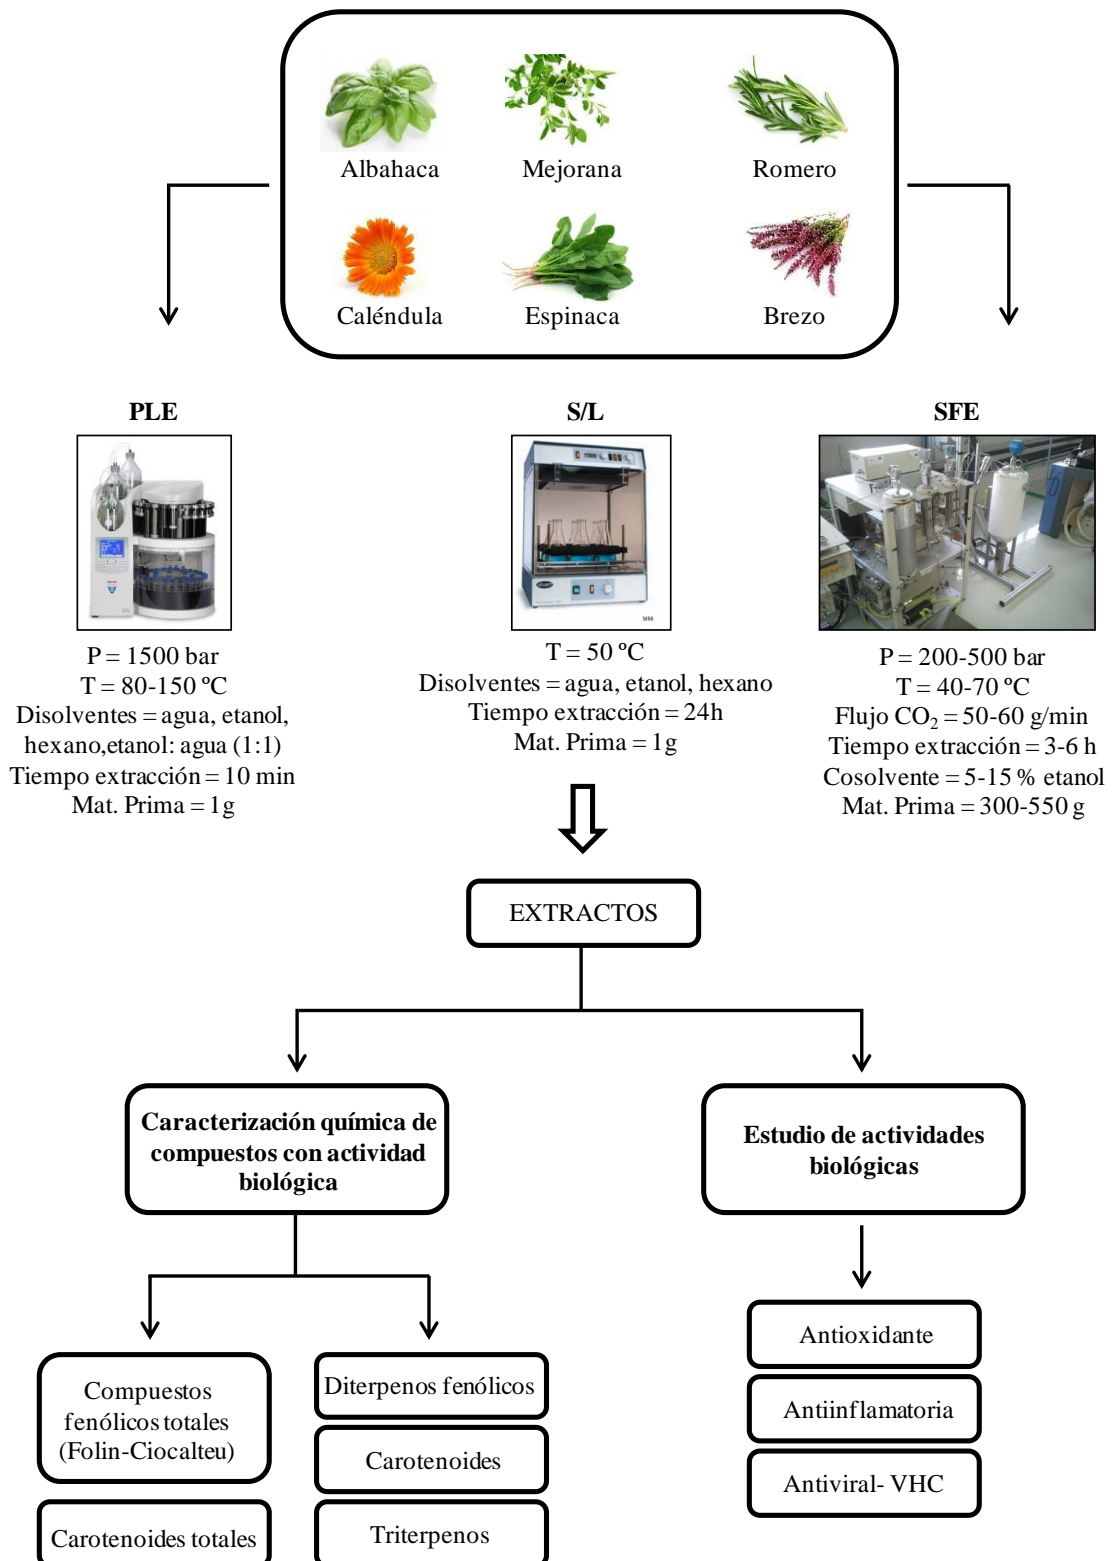 Albahaca
Mejorana
Romero
Caléndula
Espinaca
Brezo
PLE
P = 1500 bar
T = 80-150 ºC
Disolventes = agua, etanol,
hexano,etanol: agua (1:1)
Tiempo extracción = 10 min
Mat. Prima = 1g
S/L
T = 50 ºC
Disolventes = agua, etanol, hexano
Tiempo extracción = 24h
Mat. Prima = 1g
SFE
P = 200-500 bar
T = 40-70 ºC
Flujo CO₂ = 50-60 g/min
Tiempo extracción = 3-6 h
Cosolvente = 5-15 % etanol
Mat. Prima = 300-550 g
EXTRACTOS
Caracterización química de
compuestos con actividad
biológica
Estudio de actividades
biológicas
Compuestos
fenólicos totales
(Folin-Ciocalteu)
Carotenoides totales
Diterpenos fenólicos
Carotenoides
Triterpenos
Antioxidante
Antiinflamatoria
Antiviral- VHC